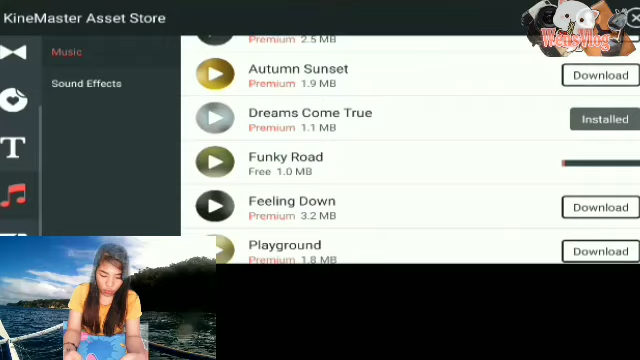 KineMaster Asset Store
Music
Sound Effects
Premium 2.5 MB
Autumn Sunset
Premium 1.9 MB
Download
Dreams Come True
Premium 1.1 MB
Installed
Funky Road
Free 1.0 MB
Feeling Down
Premium 3.2 MB
Download
Playground
Premium 1.8 MB
Download
WengVlog